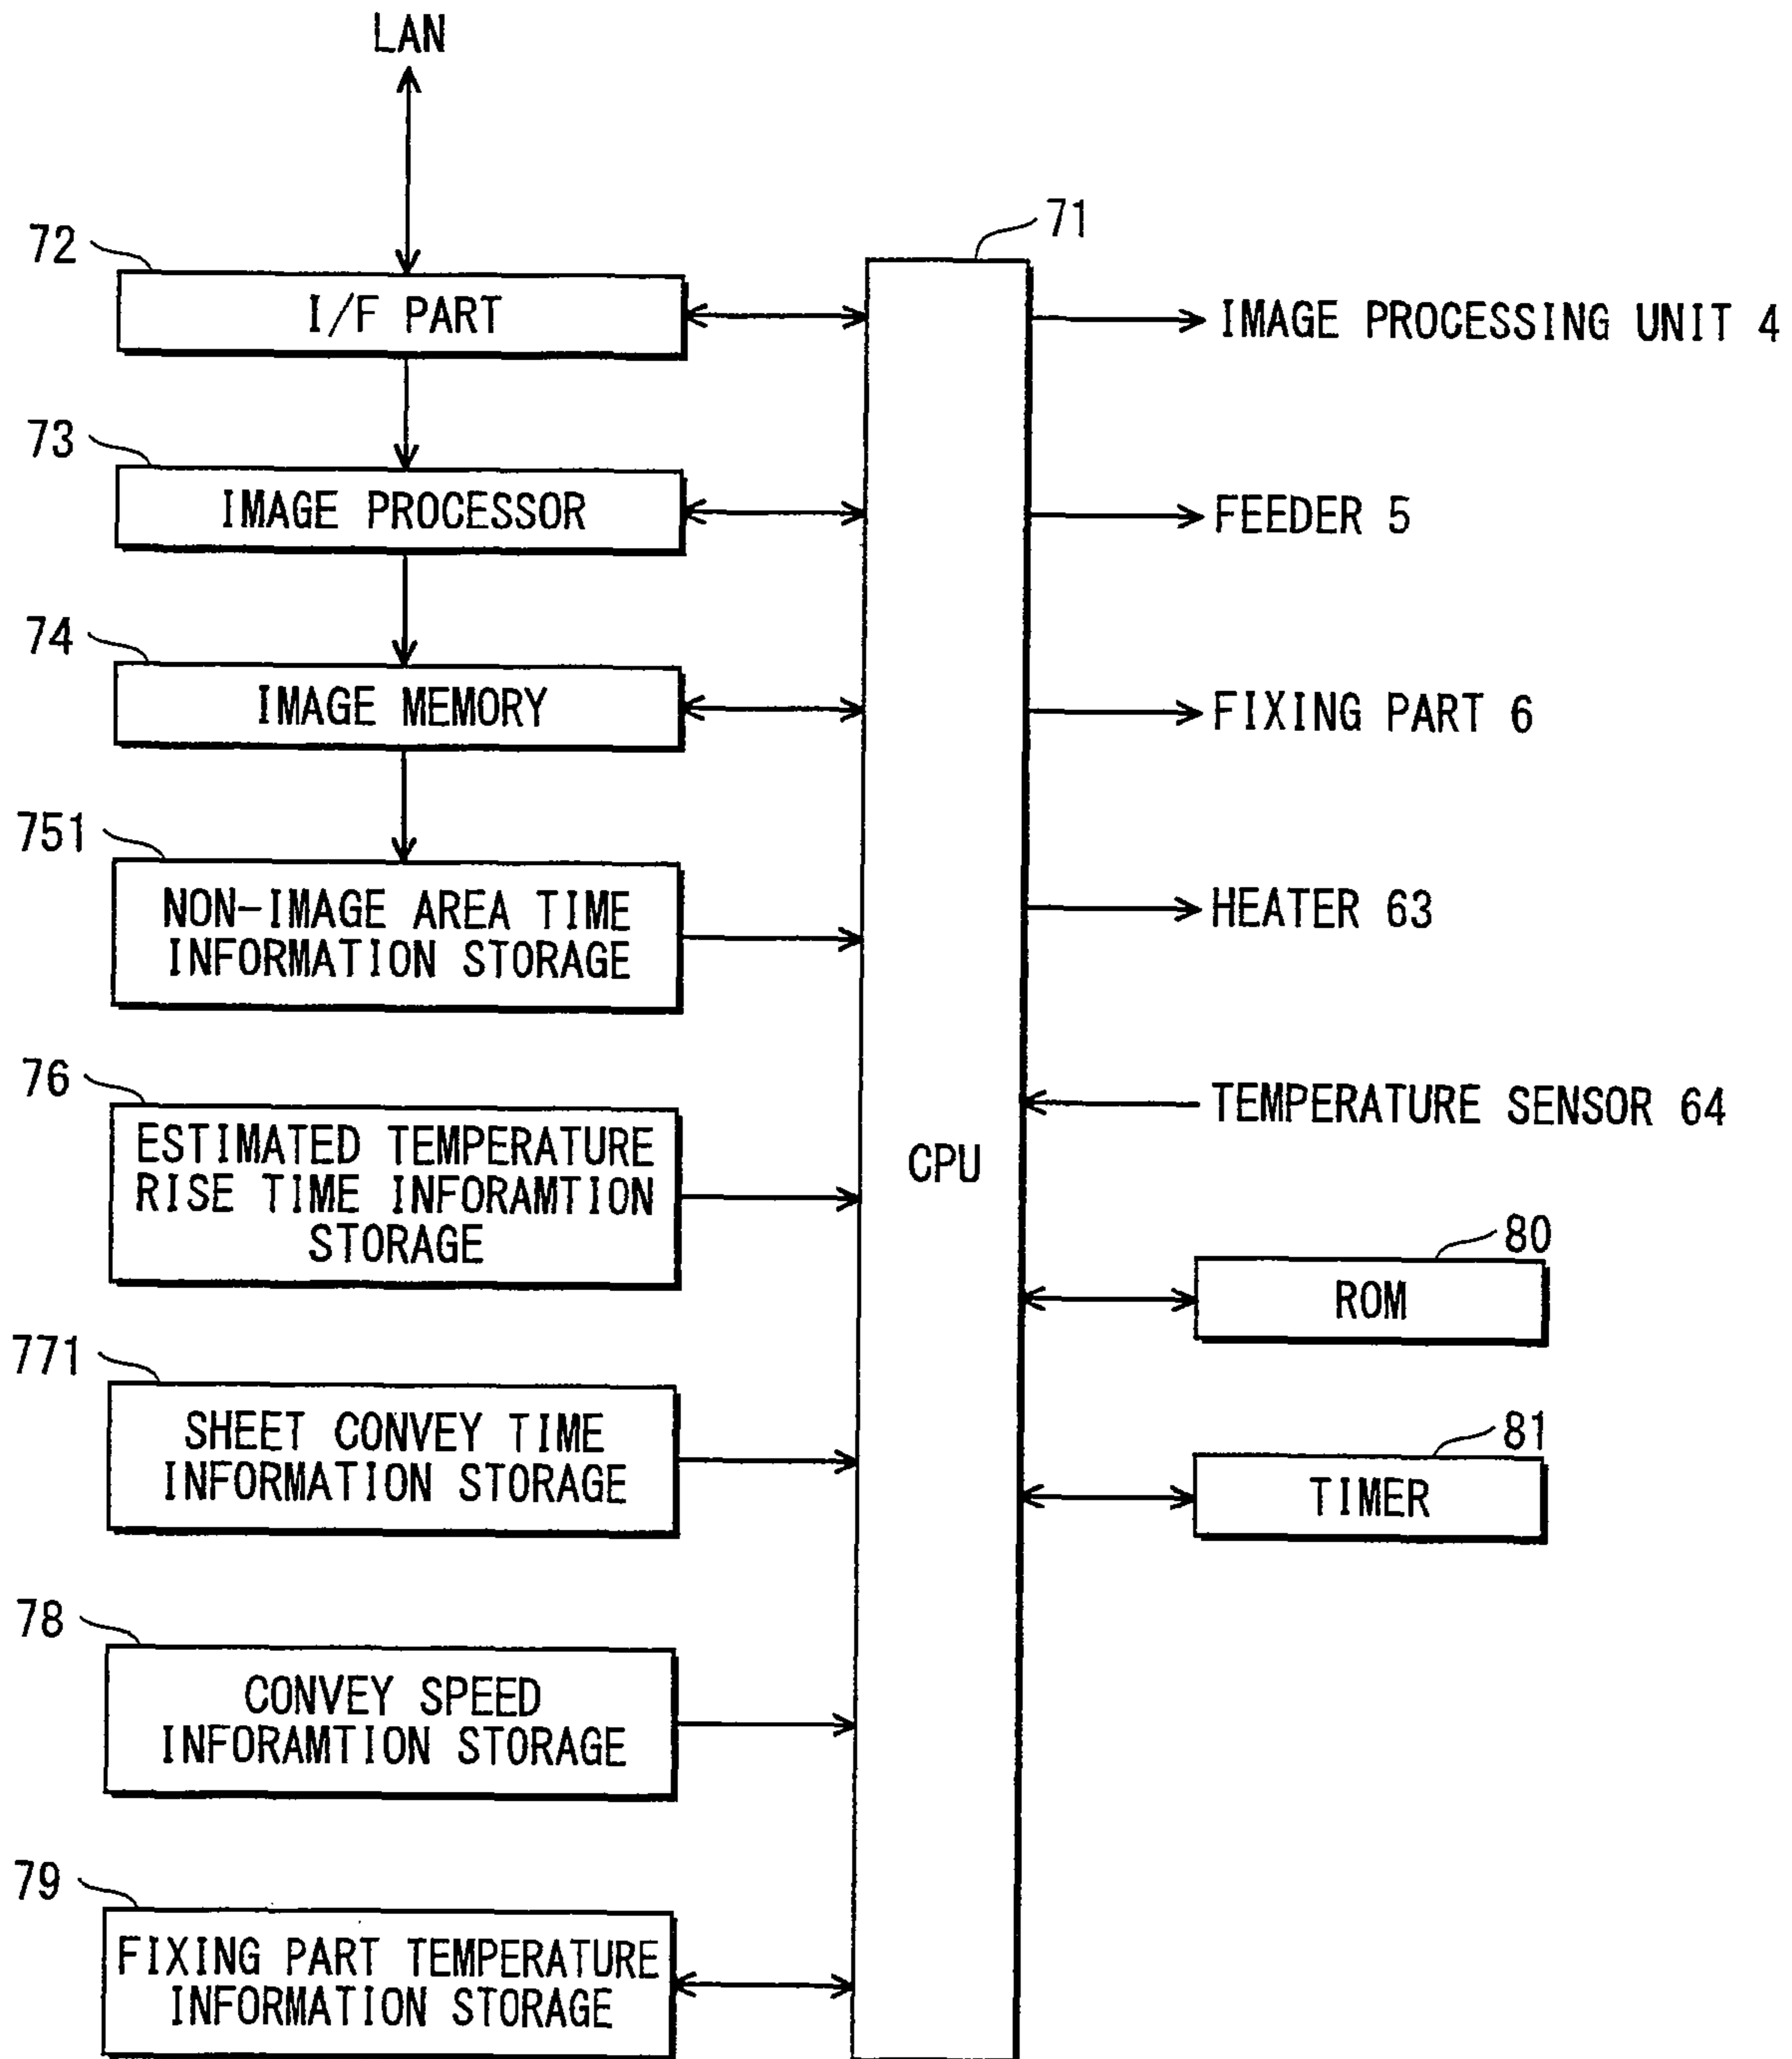 LAN
71
72
I/F PART
IMAGE PROCESSING UNIT 4
73
IMAGE PROCESSOR
FEEDER 5
74
IMAGE MEMORY
FIXING PART 6
751
NON-IMAGE AREA TIME
INFORMATION STORAGE
HEATER 63
76
ESTIMATED TEMPERATURE
RISE TIME INFORAMTION
STORAGE
TEMPERATURE SENSOR 64
CPU
80
ROM
771
SHEET CONVEY TIME
INFORMATION STORAGE
81
TIMER
78
CONVEY SPEED
INFORAMTION STORAGE
79
FIXING PART TEMPERATURE
INFORMATION STORAGE